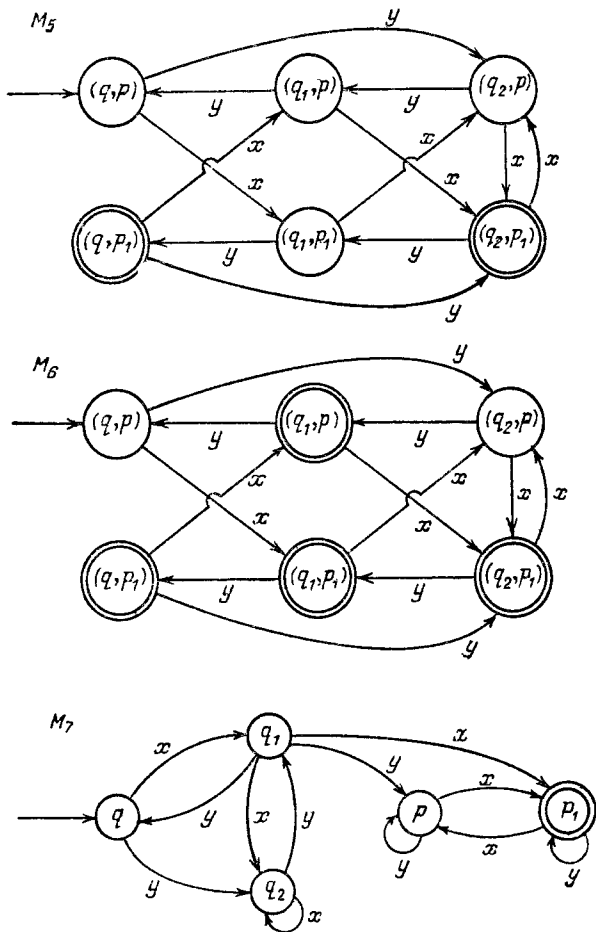 M₅
y
(q,p) (q₁,p) (q₂,p)
y y
x x x x
(q,p₁) (q₁,p₁) (q₂,p₁)
y y
y
M₆
y
(q,p) (q₁,p) (q₂,p)
y y
x x x x
x x
(q,p₁) (q₁,p₁) (q₂,p₁)
y y
y
M₇
q₁
x x
y
q y x y p x p₁
x
y y
y q₂
x